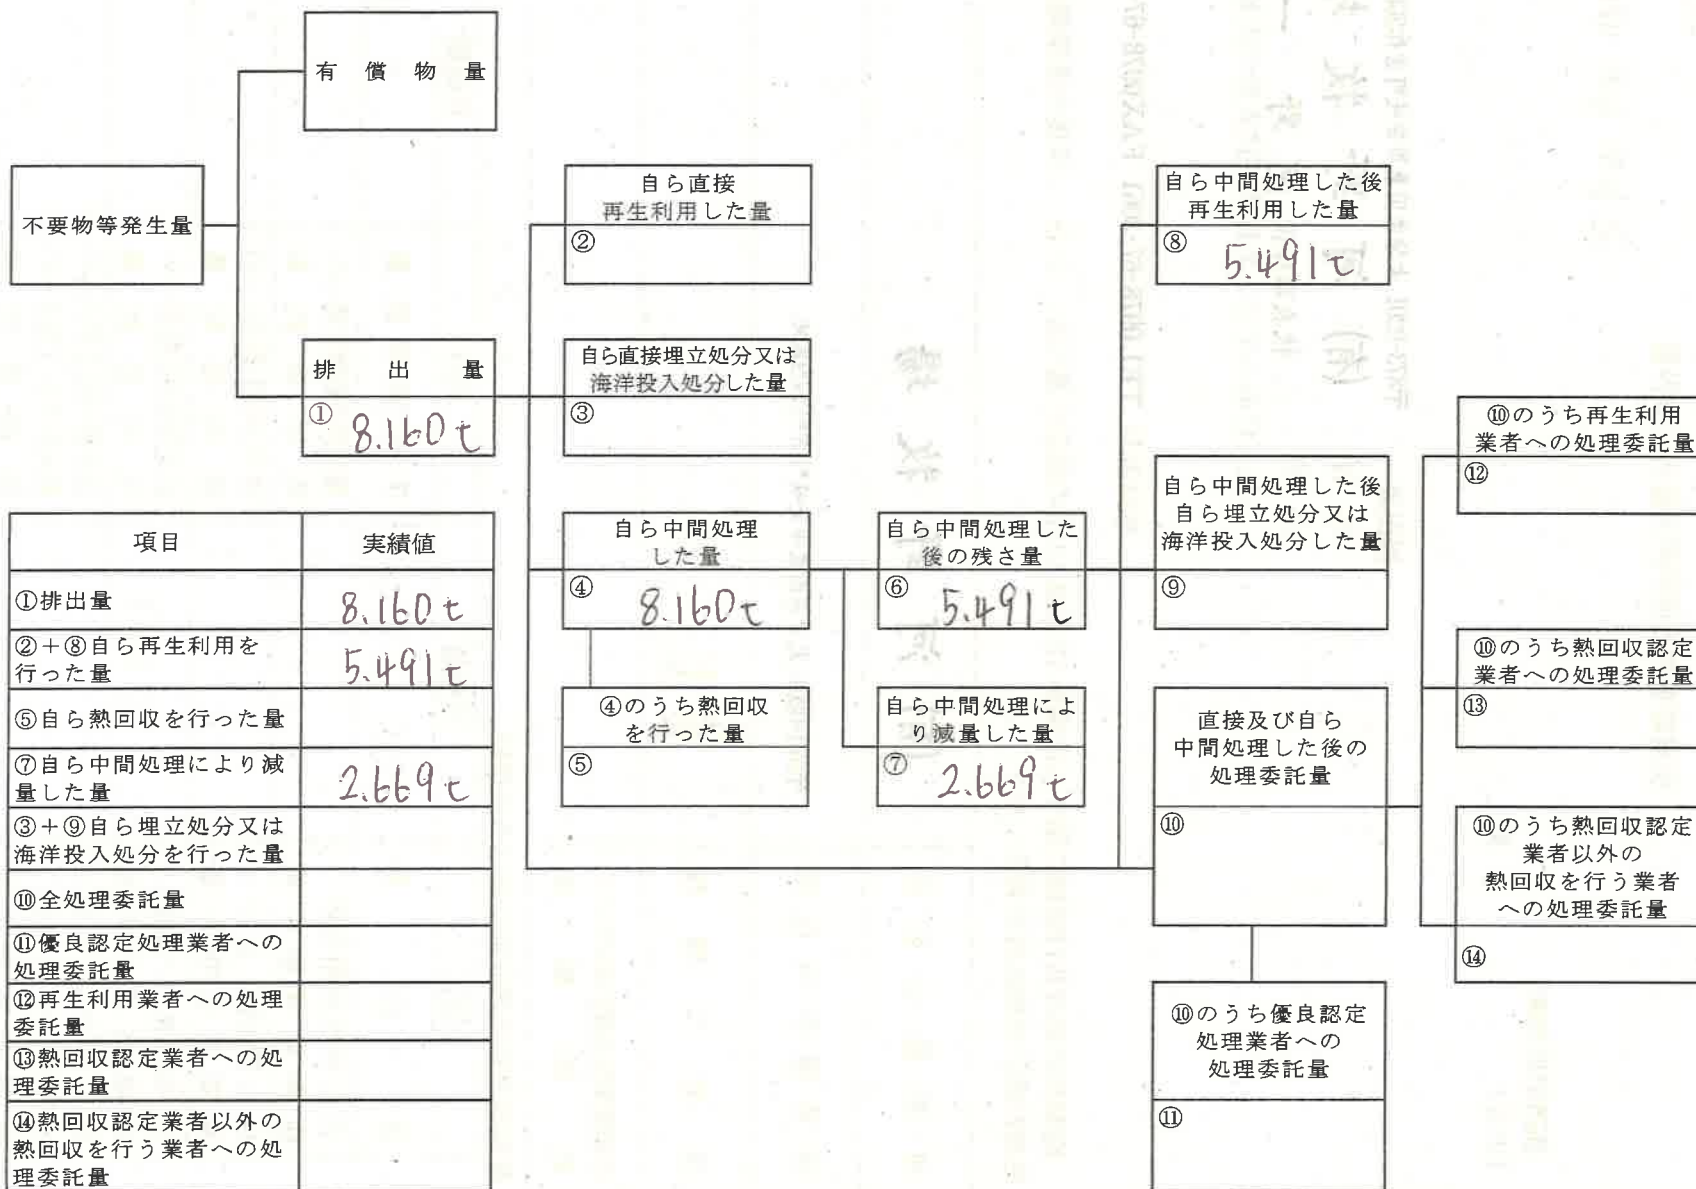 有償物量
不要物等発生量
排出量
① 8.160t
自ら直接
再生利用した量
②
自ら直接埋立処分又は
海洋投入処分した量
③
自ら中間処理
した量
④ 8.160t
④のうち熱回収
を行った量
⑤
自ら中間処理した
後の残さ量
⑥ 5.491t
自ら中間処理によ
り減量した量
⑦ 2.669t
自ら中間処理した後
再生利用した量
⑧ 5.491t
自ら中間処理した後
自ら埋立処分又は
海洋投入処分した量
⑨
直接及び自ら
中間処理した後の
処理委託量
⑩
⑩のうち優良認定
処理業者への
処理委託量
⑪
⑩のうち再生利用
業者への処理委託量
⑫
⑩のうち熱回収認定
業者への処理委託量
⑬
⑩のうち熱回収認定
業者以外の
熱回収を行う業者
への処理委託量
⑭
項目 実績値
①排出量 8.160t
②+⑧自ら再生利用を
行った量 5.491t
⑤自ら熱回収を行った量
⑦自ら中間処理により減
量した量 2.669t
③+⑨自ら埋立処分又は
海洋投入処分を行った量
⑩全処理委託量
⑪優良認定処理業者への
処理委託量
⑫再生利用業者への処理
委託量
⑬熱回収認定業者への処
理委託量
⑭熱回収認定業者以外の
熱回収を行う業者への処
理委託量